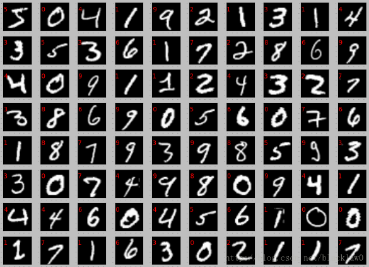 5 0 4 1 9 2 1 3 1 4
3 5 3 6 1 7 2 8 6 9
4 0 9 1 1 2 4 3 2 7
3 8 6 9 0 5 6 0 7 6
1 8 7 9 3 9 8 5 9 3
3 0 7 4 9 8 0 9 4 1
4 4 6 0 4 5 6 1 0 0
1 7 1 6 3 0 2 1 1 7